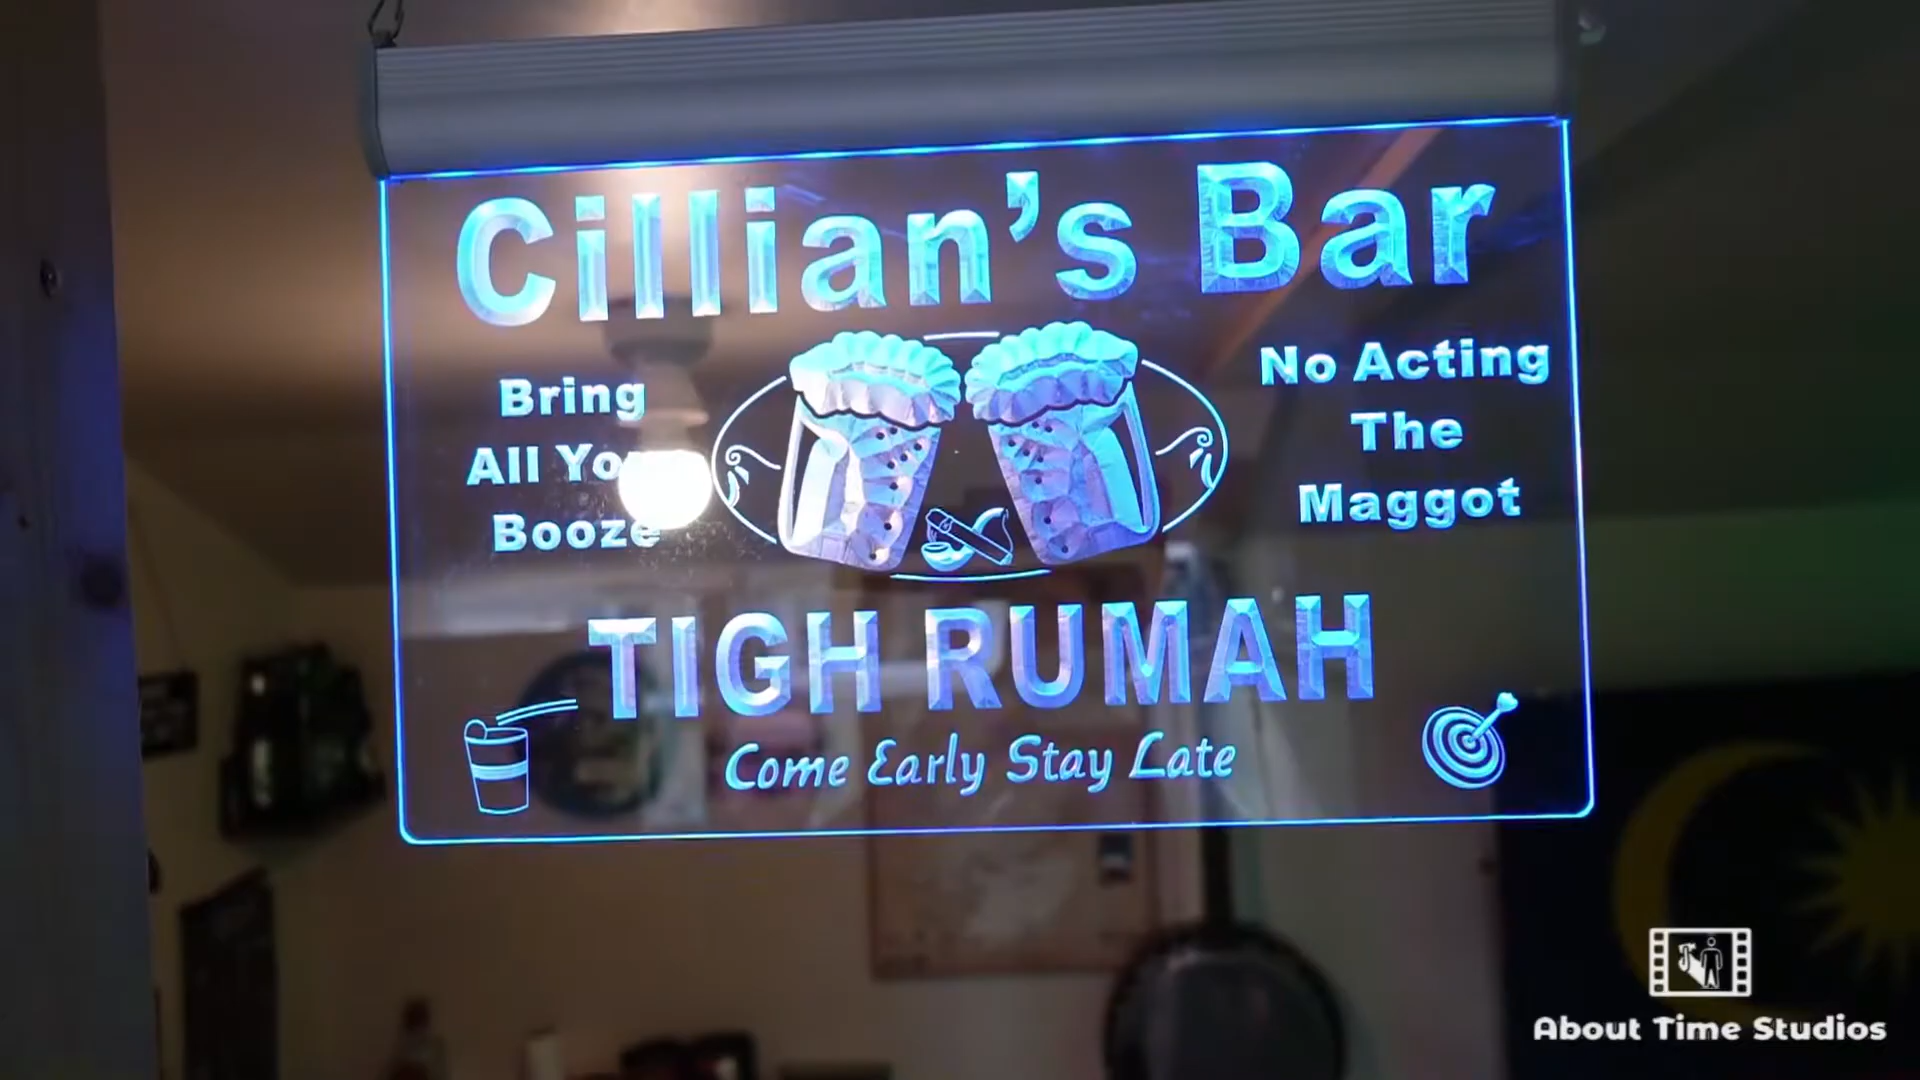 Cillian's Bar
Bring
All Your
Booze
No Acting
The
Maggot
TIGH RUMAH
Come Early Stay Late
About Time Studios